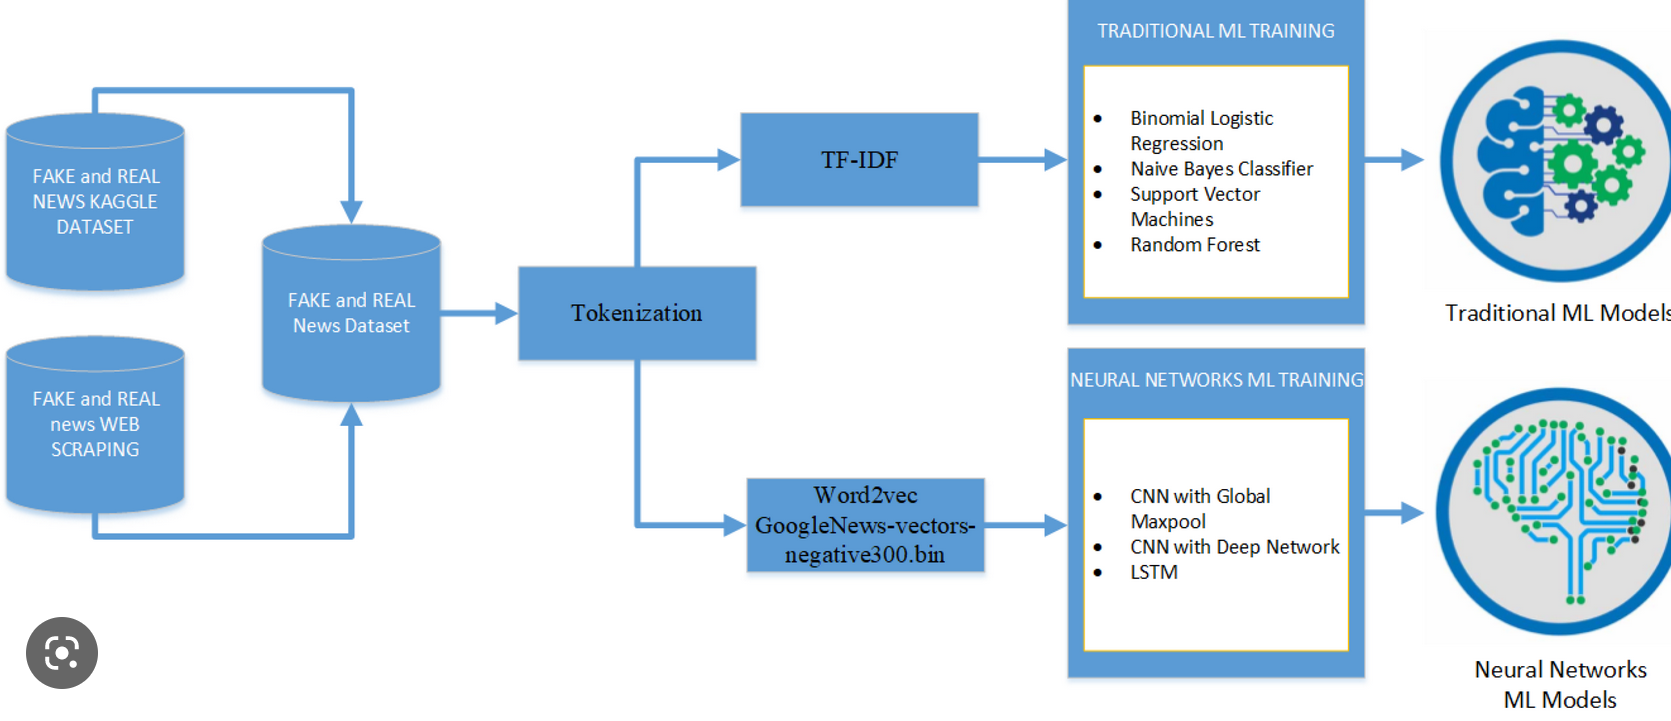 FAKE and REAL
NEWS KAGGLE
DATASET
FAKE and REAL
news WEB
SCRAPING
FAKE and REAL
News Dataset
Tokenization
TF-IDF
Word2vec
GoogleNews-vectors-
negative300.bin
TRADITIONAL ML TRAINING
• Binomial Logistic
Regression
• Naive Bayes Classifier
• Support Vector
Machines
• Random Forest
NEURAL NETWORKS ML TRAINING
• CNN with Global
Maxpool
• CNN with Deep Network
• LSTM
Traditional ML Models
Neural Networks
ML Models